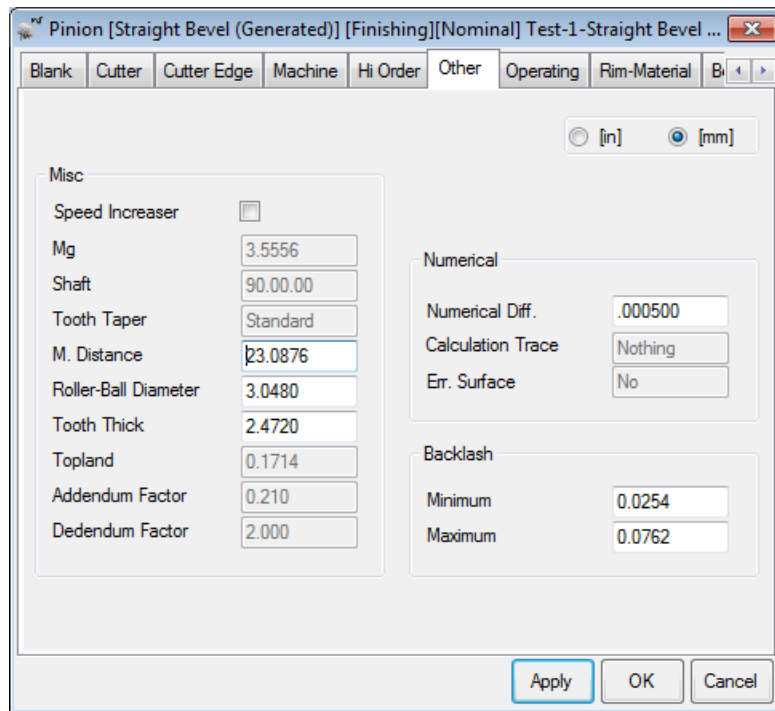 Pinion [Straight Bevel (Generated)] [Finishing][Nominal] Test-1-Straight Bevel ...
Blank Cutter Cutter Edge Machine Hi Order Other Operating Rim-Material
[in] [mm]
Misc
Speed Increaser
Mg 3.5556
Shaft 90.00.00
Tooth Taper Standard
M. Distance 23.0876
Roller-Ball Diameter 3.0480
Tooth Thick 2.4720
Topland 0.1714
Addendum Factor 0.210
Dedendum Factor 2.000
Numerical
Numerical Diff. .000500
Calculation Trace Nothing
Err. Surface No
Backlash
Minimum 0.0254
Maximum 0.0762
Apply OK Cancel